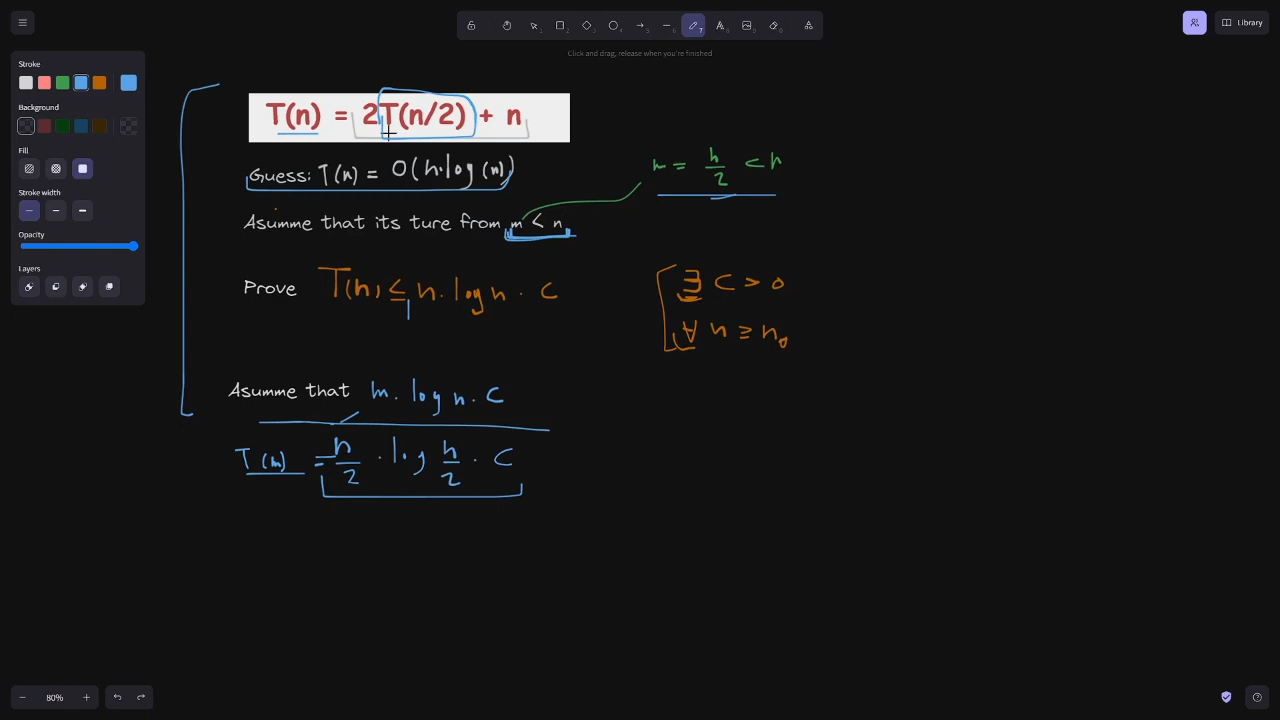 Click and drag, release when you're finished
Library
Stroke
Background
Fill
Stroke width
Opacity
Layers
80%
T(n) = 2T(n/2) + n
Guess: T(n) = O(n·log(n))
n = n/2 < n
Asumme that its ture from m < n
Prove T(n) ≤ n·log n · c
∃ c > 0
∀ n ≥ n₀
Asumme that m·log n · c
T(m) = n/2 · log n/2 · c